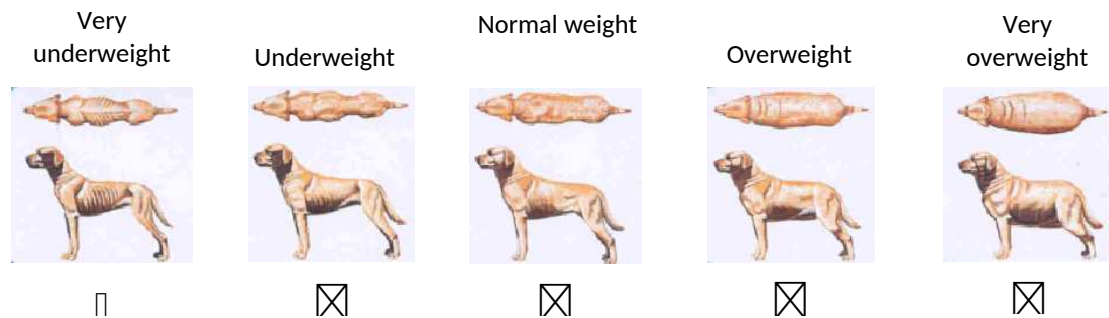 Very
underweight
Underweight
Normal weight
Overweight
Very
overweight